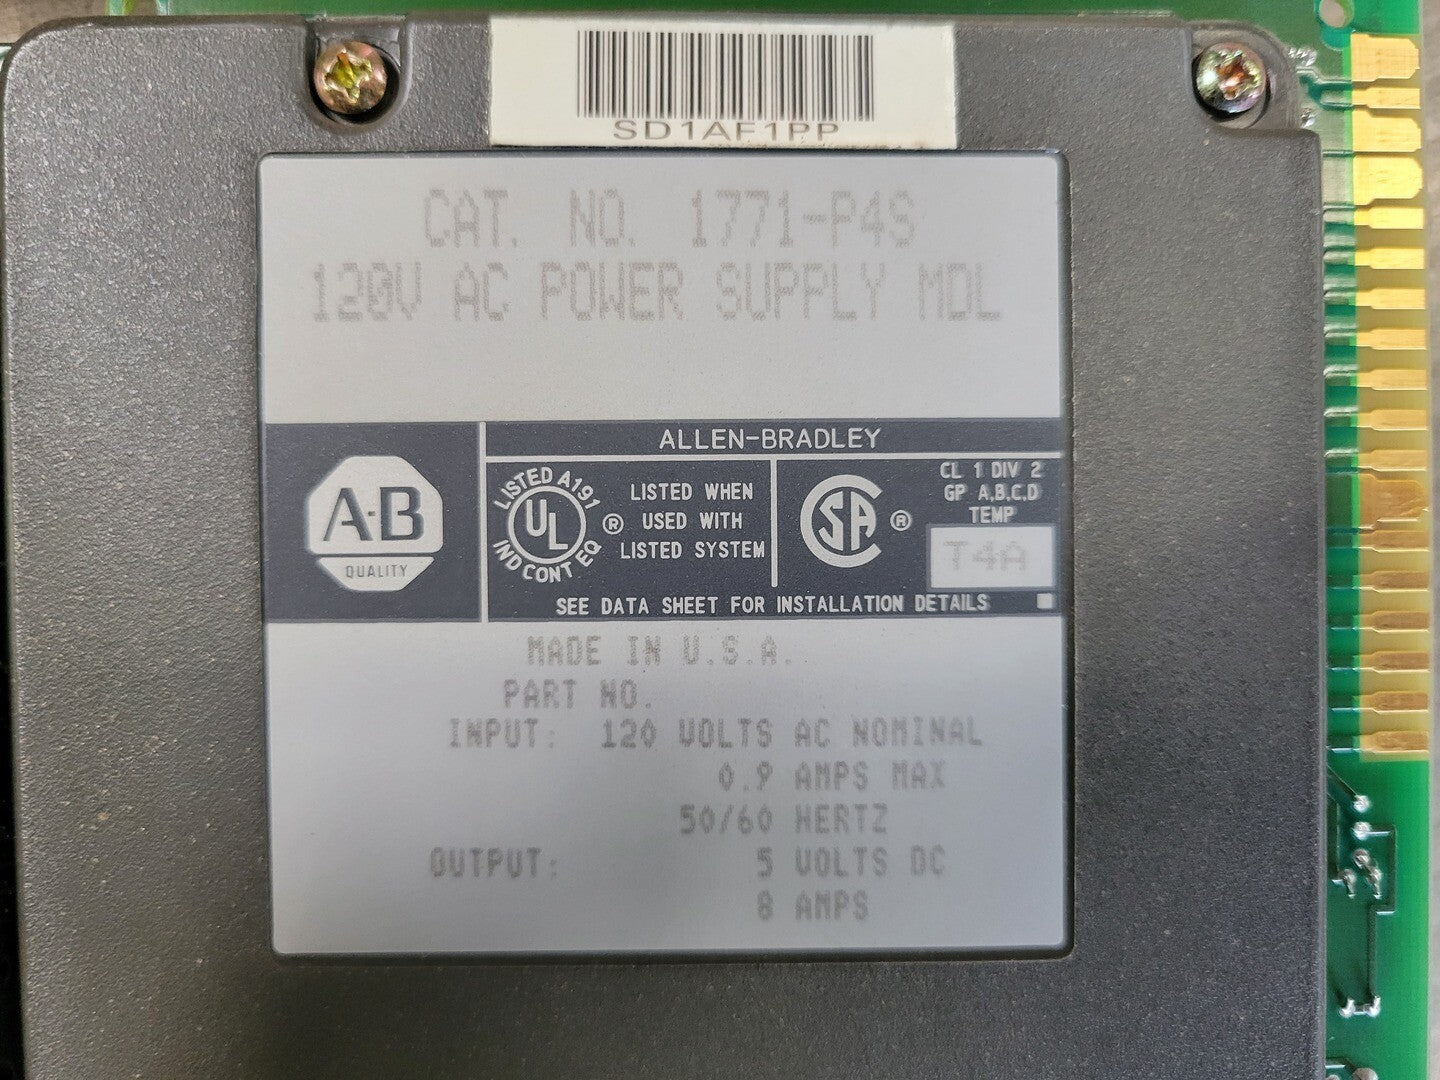 SD1AF1PP
CAT. NO. 1771-P4S
120V AC POWER SUPPLY MDL
ALLEN-BRADLEY
A-B
QUALITY
LISTED A191
UL
IND CONT EQ
®
LISTED WHEN
USED WITH
LISTED SYSTEM
SA ®
CL 1 DIV 2
GP A,B,C,D
TEMP
T4A
SEE DATA SHEET FOR INSTALLATION DETAILS
MADE IN U.S.A.
PART NO.
INPUT: 120 VOLTS AC NOMINAL
0.9 AMPS MAX
50/60 HERTZ
OUTPUT: 5 VOLTS DC
8 AMPS